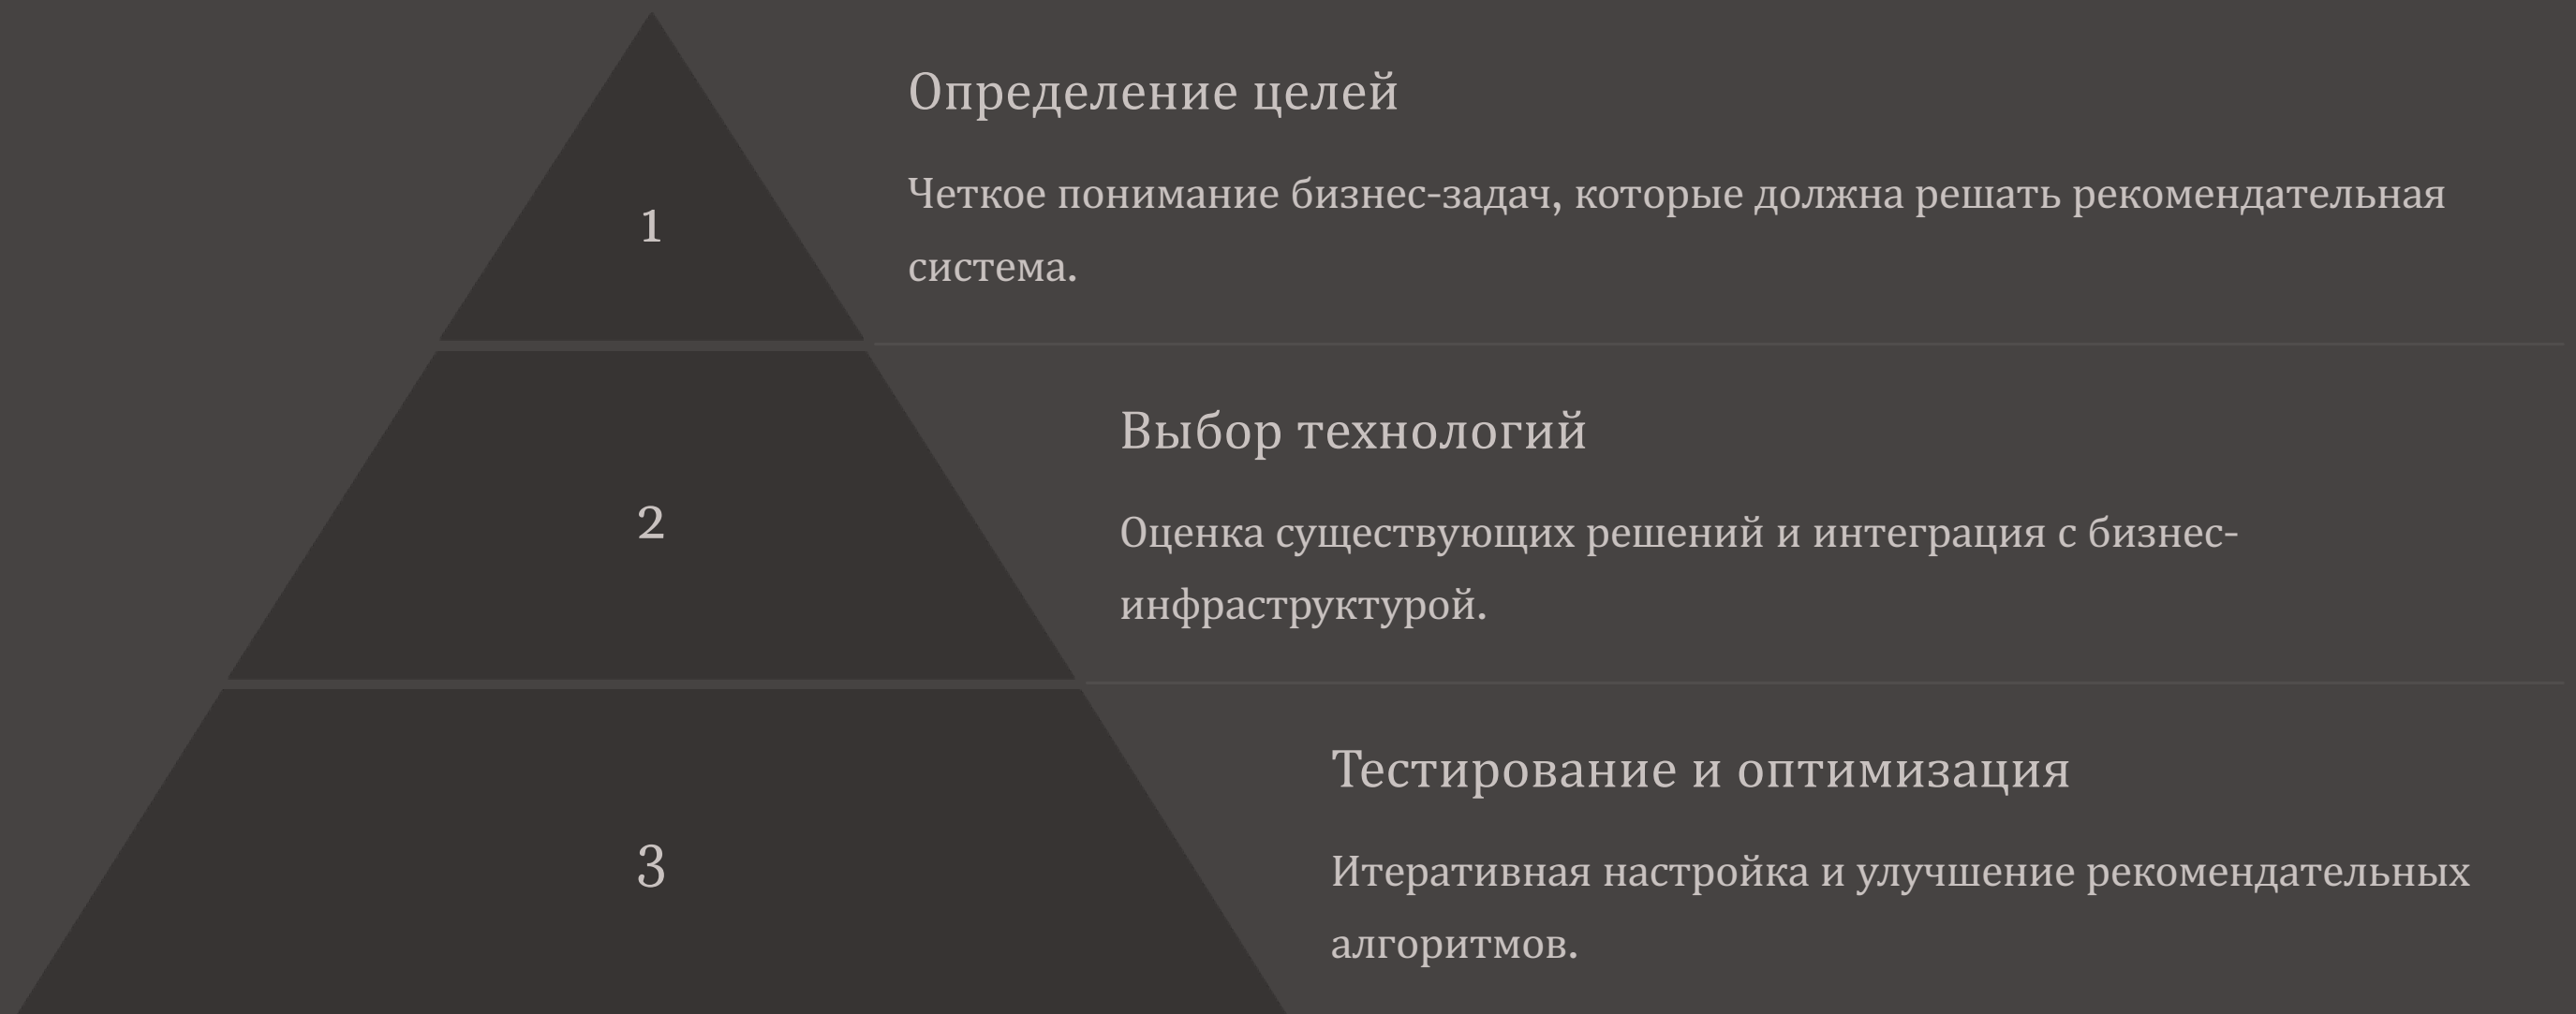 1
Определение целей
Четкое понимание бизнес-задач, которые должна решать рекомендательная
система.
2
Выбор технологий
Оценка существующих решений и интеграция с бизнес-
инфраструктурой.
3
Тестирование и оптимизация
Итеративная настройка и улучшение рекомендательных
алгоритмов.